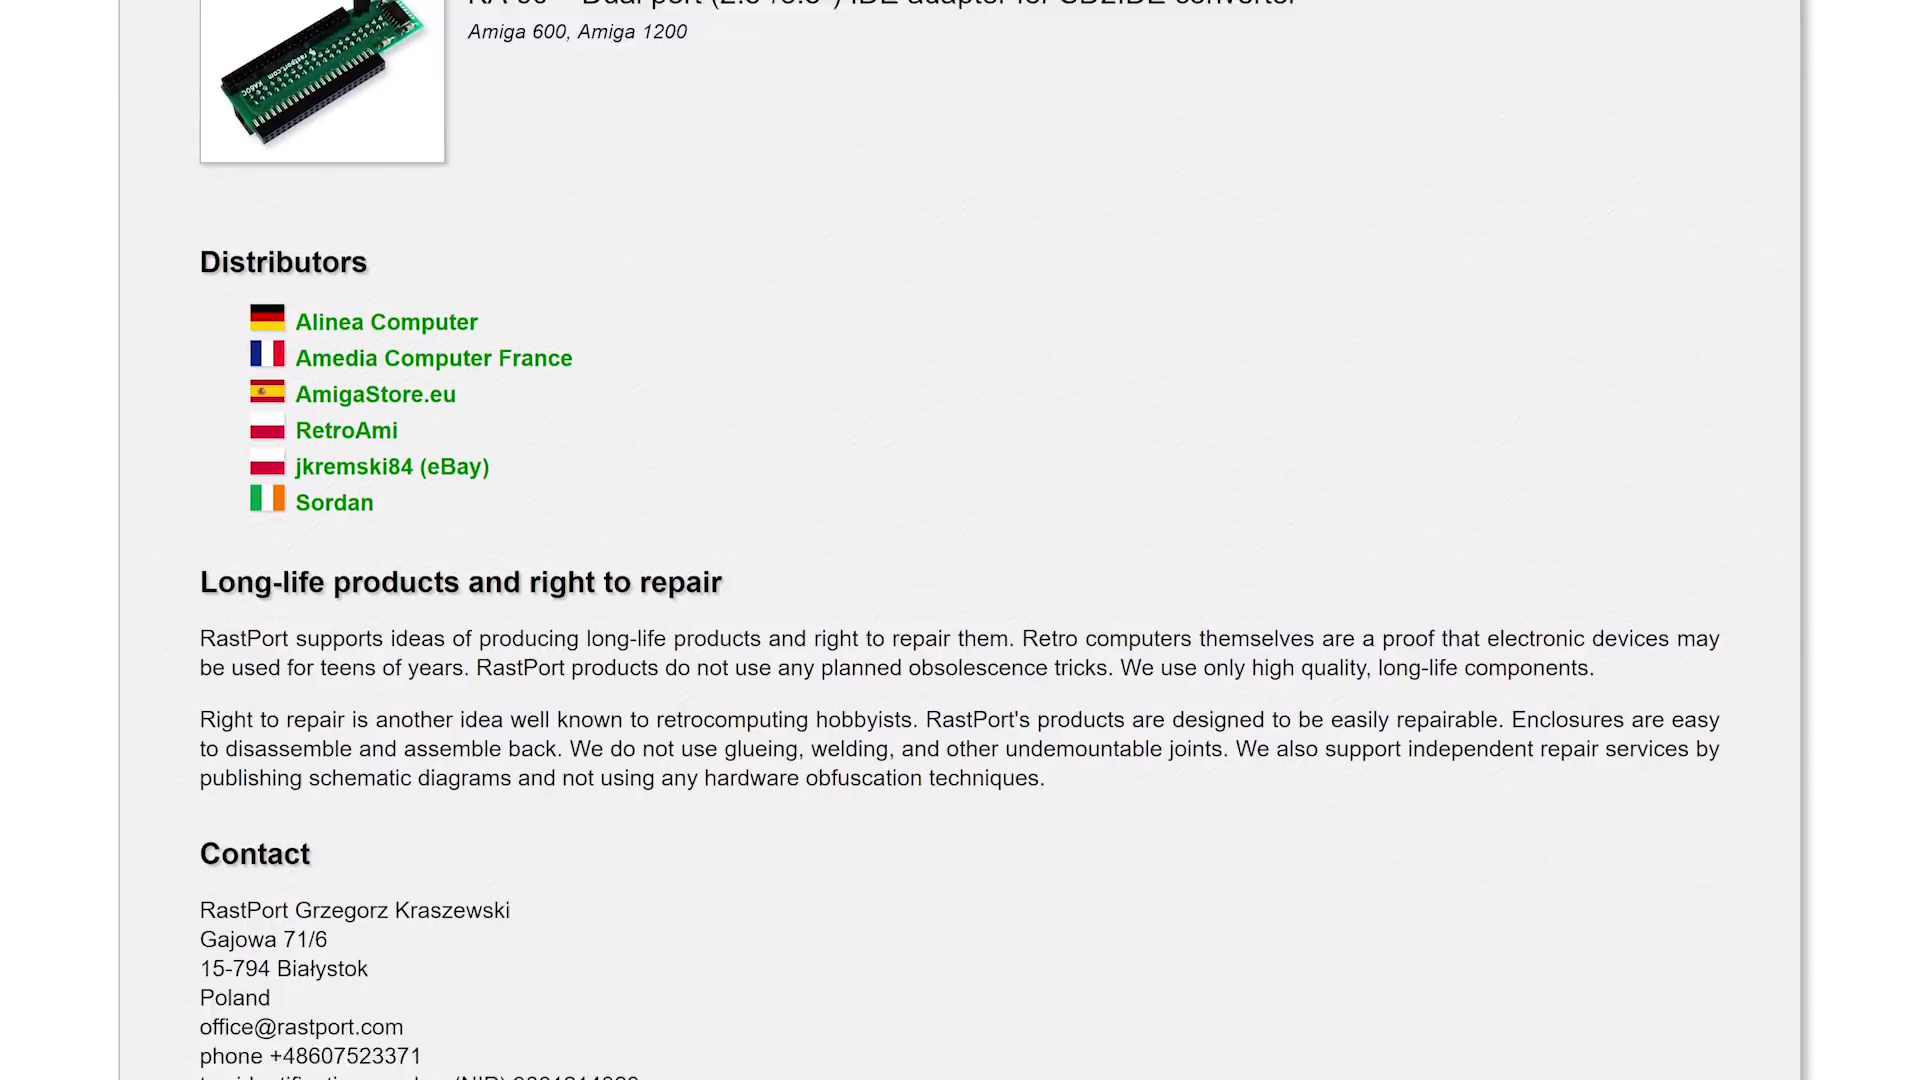 Amiga 600, Amiga 1200
rastport.com
Distributors
Alinea Computer
Amedia Computer France
AmigaStore.eu
RetroAmi
jkremski84 (eBay)
Sordan
Long-life products and right to repair
RastPort supports ideas of producing long-life products and right to repair them. Retro computers themselves are a proof that electronic devices may
be used for teens of years. RastPort products do not use any planned obsolescence tricks. We use only high quality, long-life components.
Right to repair is another idea well known to retrocomputing hobbyists. RastPort's products are designed to be easily repairable. Enclosures are easy
to disassemble and assemble back. We do not use glueing, welding, and other undemountable joints. We also support independent repair services by
publishing schematic diagrams and not using any hardware obfuscation techniques.
Contact
RastPort Grzegorz Kraszewski
Gajowa 71/6
15-794 Białystok
Poland
office@rastport.com
phone +48607523371